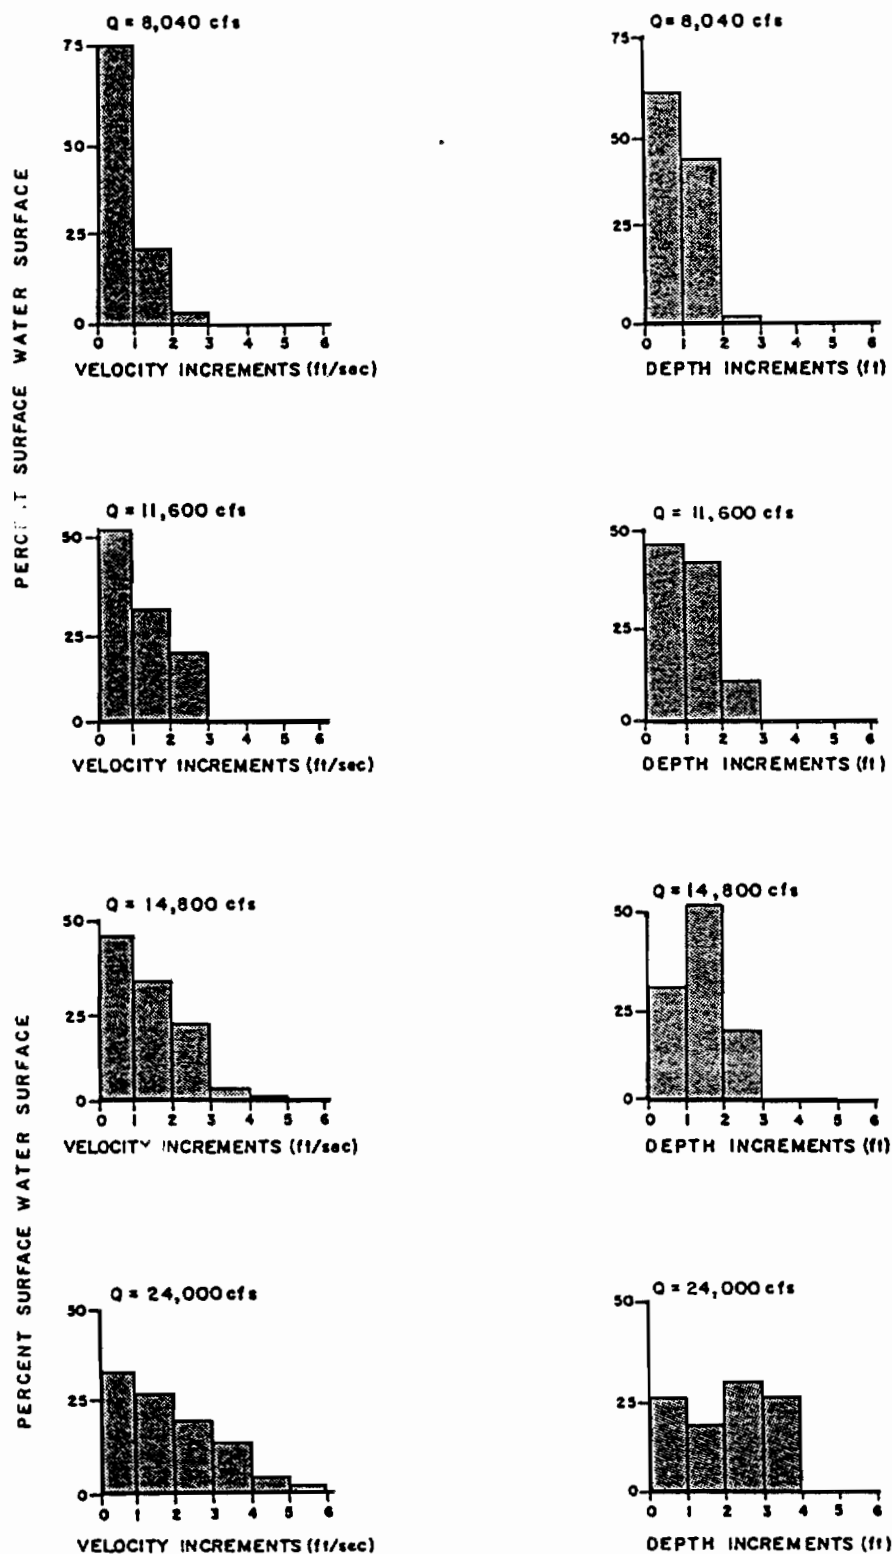 Q = 8,040 cfs
75
50
25
0
0 1 2 3 4 5 6
VELOCITY INCREMENTS (ft/sec)
Q = 8,040 cfs
75
50
25
0
0 1 2 3 4 5 6
DEPTH INCREMENTS (ft)
SURFACE WATER SURFACE
Q = 11,600 cfs
50
25
0
0 1 2 3 4 5 6
VELOCITY INCREMENTS (ft/sec)
Q = 11,600 cfs
50
25
0
0 1 2 3 4 5 6
DEPTH INCREMENTS (ft)
Q = 14,800 cfs
50
25
0
0 1 2 3 4 5 6
VELOCITY INCREMENTS (ft/sec)
Q = 14,800 cfs
50
25
0
0 1 2 3 4 5 6
DEPTH INCREMENTS (ft)
PERCENT SURFACE WATER SURFACE
Q = 24,000 cfs
50
25
0
0 1 2 3 4 5 6
VELOCITY INCREMENTS (ft/sec)
Q = 24,000 cfs
50
25
0
0 1 2 3 4 5 6
DEPTH INCREMENTS (ft)